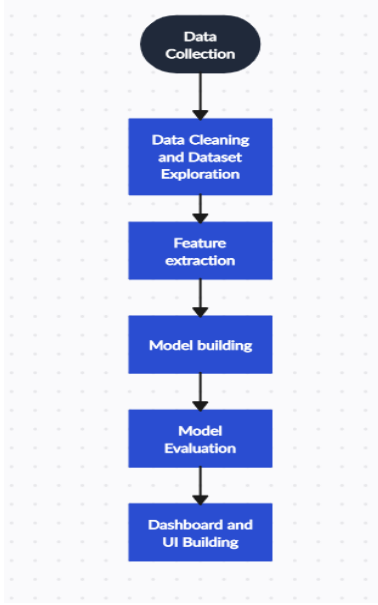 Data
Collection
Data Cleaning
and Dataset
Exploration
Feature
extraction
Model building
Model
Evaluation
Dashboard and
UI Building